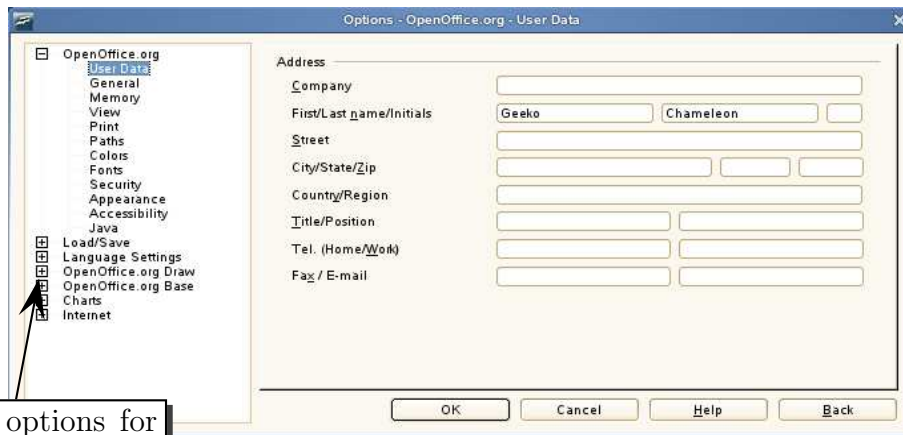 Options - OpenOffice.org - User Data
OpenOffice.org
User Data
General
Memory
View
Print
Paths
Colors
Fonts
Security
Appearance
Accessibility
Java
Load/Save
Language Settings
OpenOffice.org Draw
OpenOffice.org Base
Charts
Internet
Address
Company
First/Last name/Initials Geeko Chameleon
Street
City/State/Zip
Country/Region
Title/Position
Tel. (Home/Work)
Fax / E-mail
OK Cancel Help Back
options for